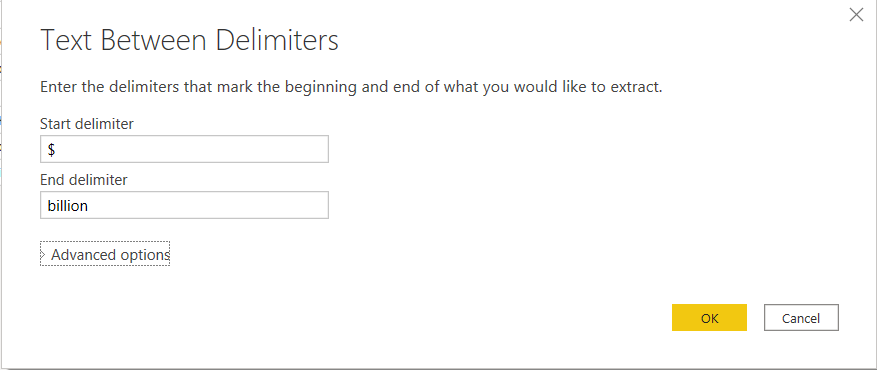 Text Between Delimiters
Enter the delimiters that mark the beginning and end of what you would like to extract.
Start delimiter
$
End delimiter
billion
Advanced options
OK
Cancel